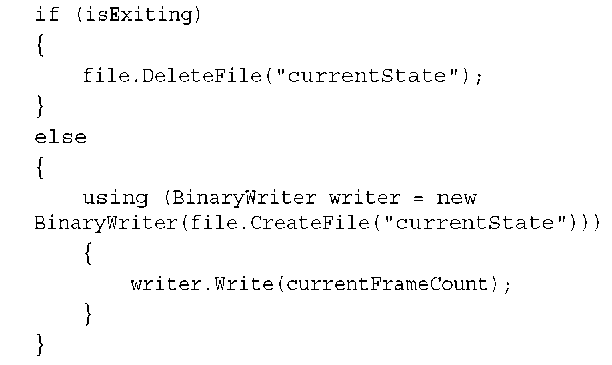 if (isExiting)
{
    file.DeleteFile("currentState");
}
else
{
    using (BinaryWriter writer = new
BinaryWriter(file.CreateFile("currentState")))
    {
        writer.Write(currentFrameCount);
    }
}